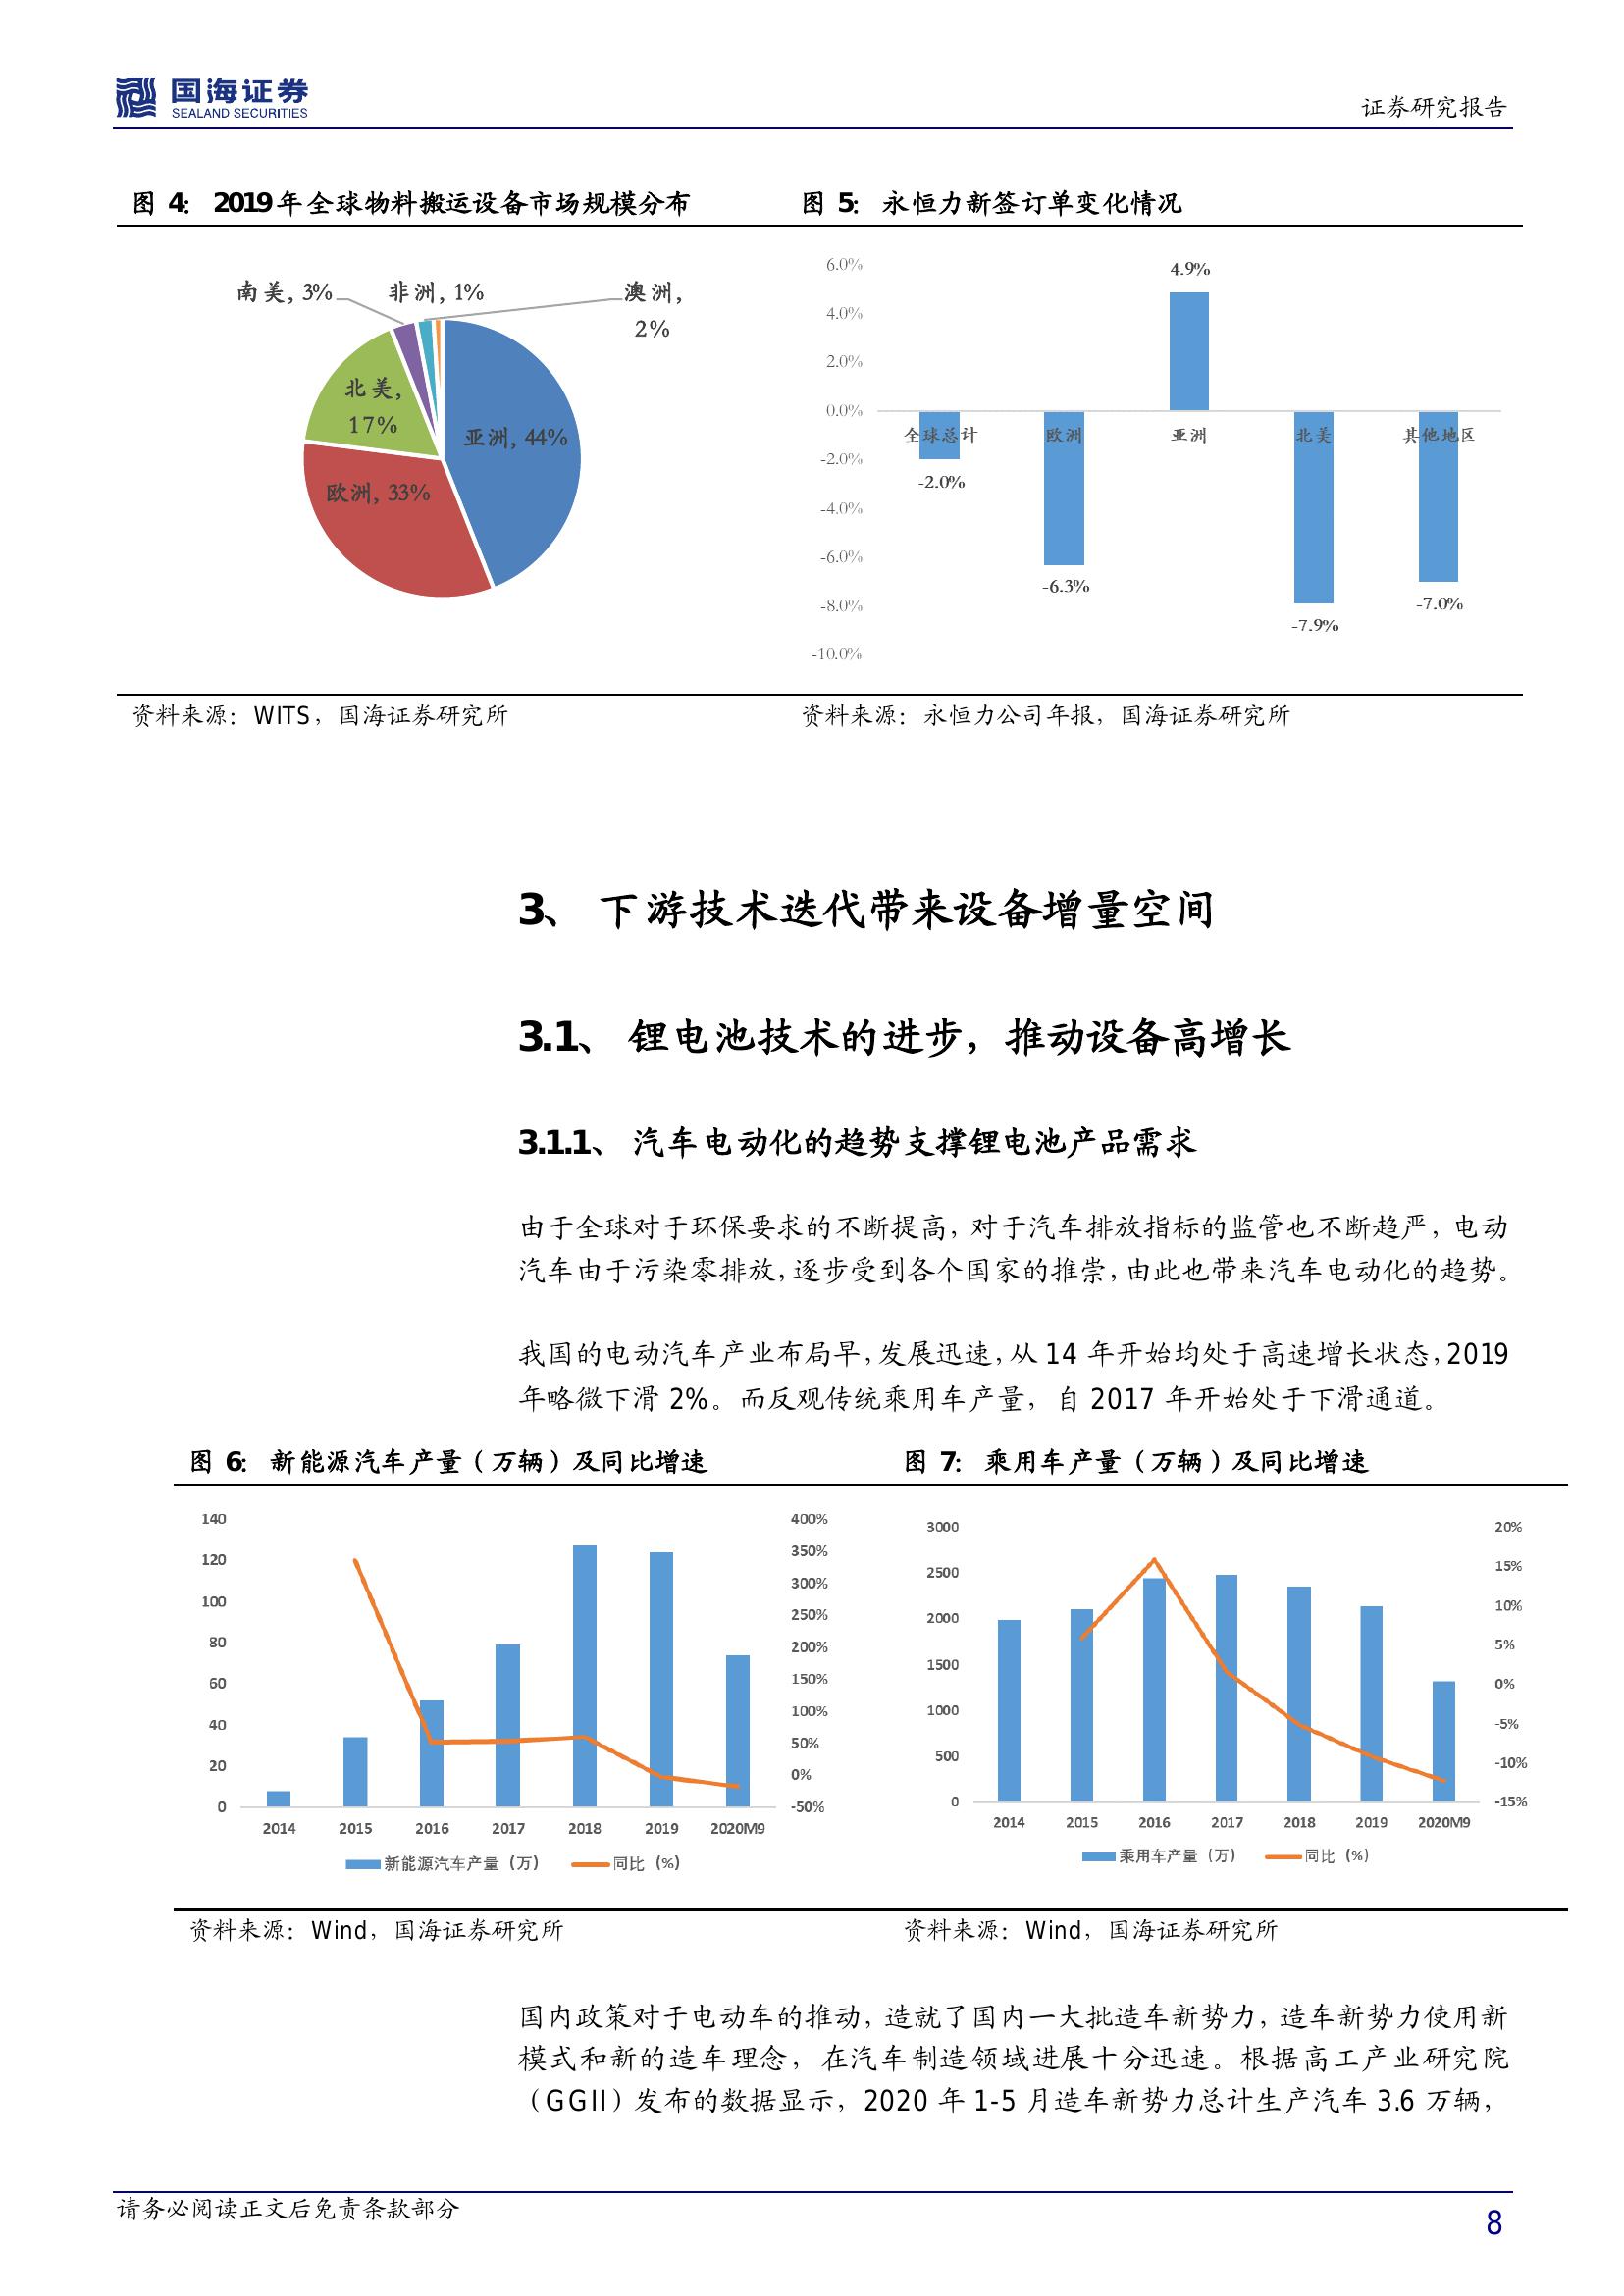 国海证券
SEALAND SECURITIES
证券研究报告
图 4： 2019年全球物料搬运设备市场规模分布
南美, 3%
非洲, 1%
澳洲,
2%
北美,
17%
亚洲, 44%
欧洲, 33%
资料来源：WITS，国海证券研究所
图 5： 永恒力新签订单变化情况
6.0%
4.0%
2.0%
0.0%
-2.0%
-4.0%
-6.0%
-8.0%
-10.0%
4.9%
全球总计 欧洲 亚洲 北美 其他地区
-2.0%
-6.3%
-7.9%
-7.0%
资料来源：永恒力公司年报，国海证券研究所
3、 下游技术迭代带来设备增量空间
3.1、 锂电池技术的进步，推动设备高增长
3.1.1、 汽车电动化的趋势支撑锂电池产品需求
由于全球对于环保要求的不断提高，对于汽车排放指标的监管也不断趋严，电动
汽车由于污染零排放，逐步受到各个国家的推崇，由此也带来汽车电动化的趋势。
我国的电动汽车产业布局早，发展迅速，从 14 年开始均处于高速增长状态，2019
年略微下滑 2%。而反观传统乘用车产量，自 2017 年开始处于下滑通道。
图 6： 新能源汽车产量（万辆）及同比增速
140
120
100
80
60
40
20
0
400%
350%
300%
250%
200%
150%
100%
50%
0%
-50%
2014 2015 2016 2017 2018 2019 2020M9
新能源汽车产量（万） 同比（%）
资料来源：Wind，国海证券研究所
图 7： 乘用车产量（万辆）及同比增速
3000
2500
2000
1500
1000
500
0
20%
15%
10%
5%
0%
-5%
-10%
-15%
2014 2015 2016 2017 2018 2019 2020M9
乘用车产量（万） 同比（%）
资料来源：Wind，国海证券研究所
国内政策对于电动车的推动，造就了国内一大批造车新势力，造车新势力使用新
模式和新的造车理念，在汽车制造领域进展十分迅速。根据高工产业研究院
（GGII）发布的数据显示，2020 年 1-5 月造车新势力总计生产汽车 3.6 万辆，
请务必阅读正文后免责条款部分
8